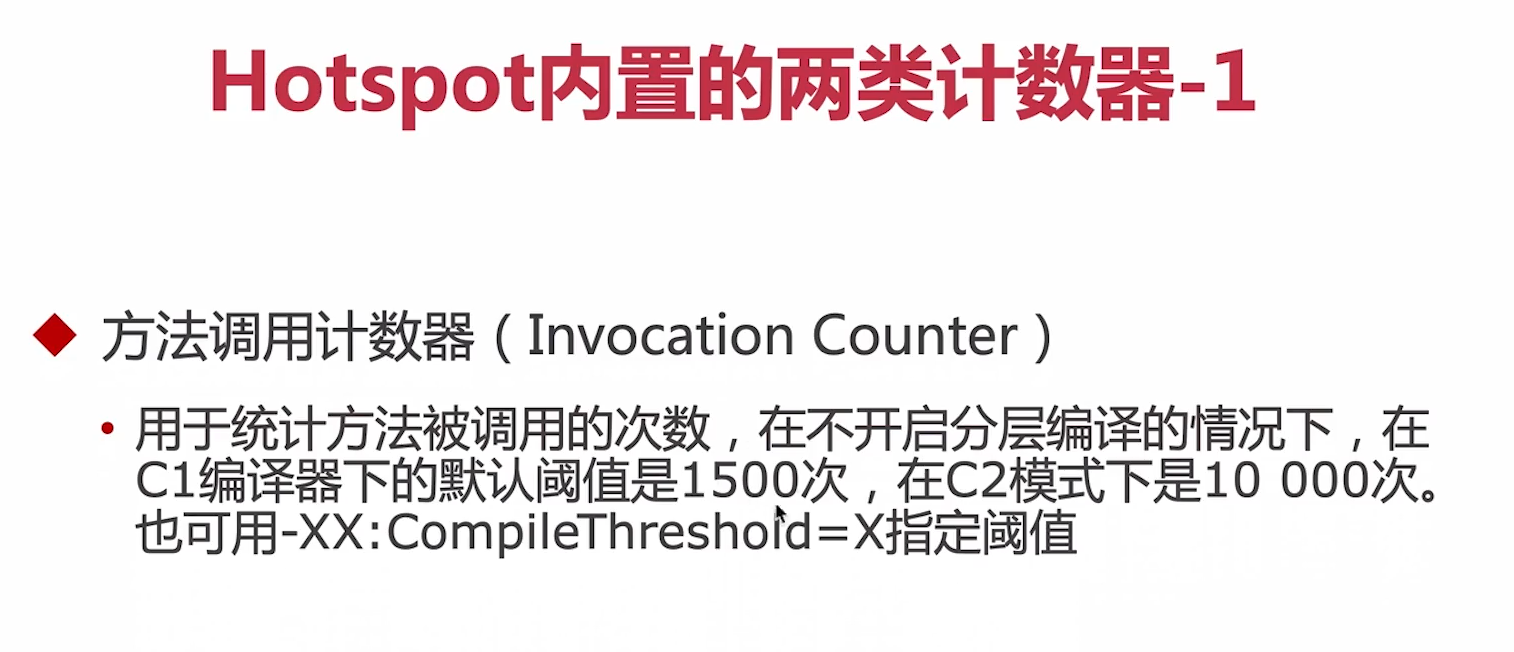 Hotspot内置的两类计数器-1
方法调用计数器（Invocation Counter）
用于统计方法被调用的次数，在不开启分层编译的情况下，在
C1编译器下的默认阈值是1500次，在C2模式下是10 000次。
也可用-XX:CompileThreshold=X指定阈值